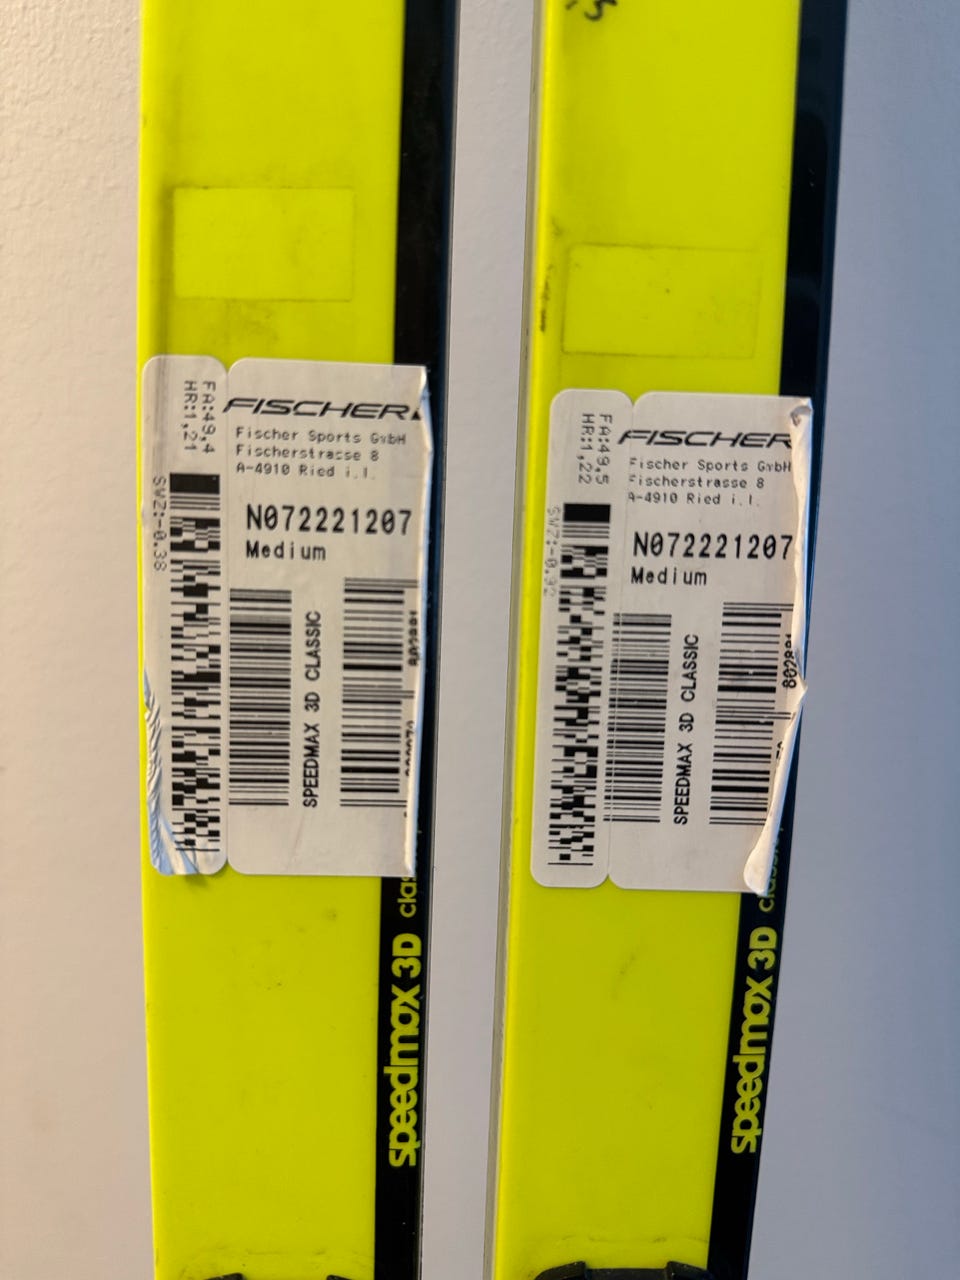 FISCHER
Fischer Sports GmbH
Fischerstrasse 8
A-4910 Ried i.I.
N072221207
Medium
FA:49,4
HR:1,21
SWZ:-0.38
SPEEDMAX 3D CLASSIC
speedmax 3D
FISCHER
Fischer Sports GmbH
Fischerstrasse 8
A-4910 Ried i.I.
N072221207
Medium
FA:49,5
HR:1,22
SPEEDMAX 3D CLASSIC
speedmax 3D